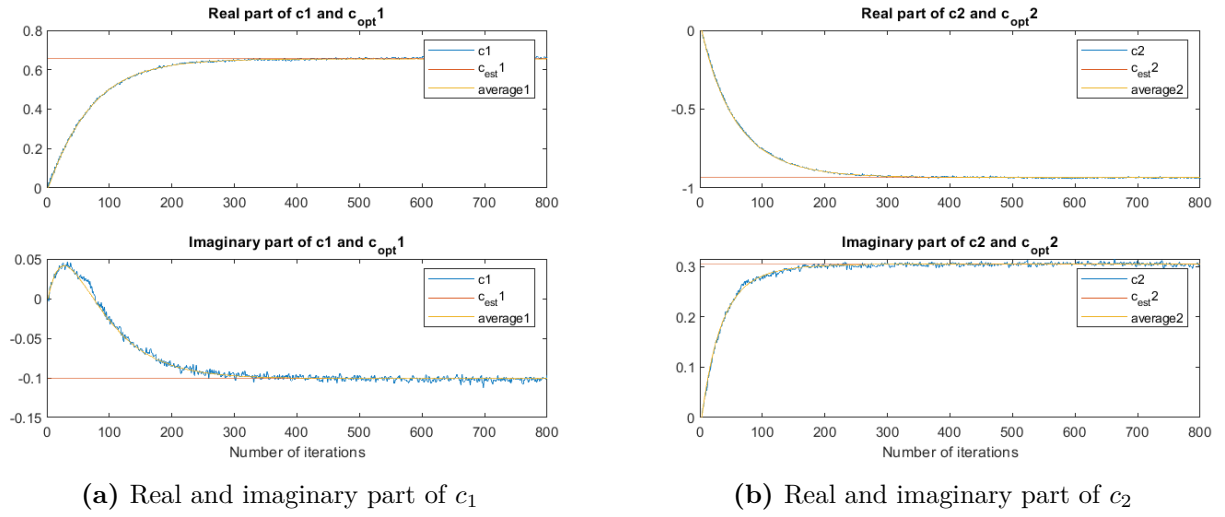 Real part of c1 and c_opt1
0.8
0.6
0.4
0.2
0
c1
c_est1
average1
0 100 200 300 400 500 600 700 800
Imaginary part of c1 and c_opt1
0.05
0
-0.05
-0.1
-0.15
c1
c_est1
average1
0 100 200 300 400 500 600 700 800
Number of iterations
(a) Real and imaginary part of c₁
Real part of c2 and c_opt2
0
-0.5
-1
c2
c_est2
average2
0 100 200 300 400 500 600 700 800
Imaginary part of c2 and c_opt2
0.3
0.2
0.1
0
c2
c_est2
average2
0 100 200 300 400 500 600 700 800
Number of iterations
(b) Real and imaginary part of c₂